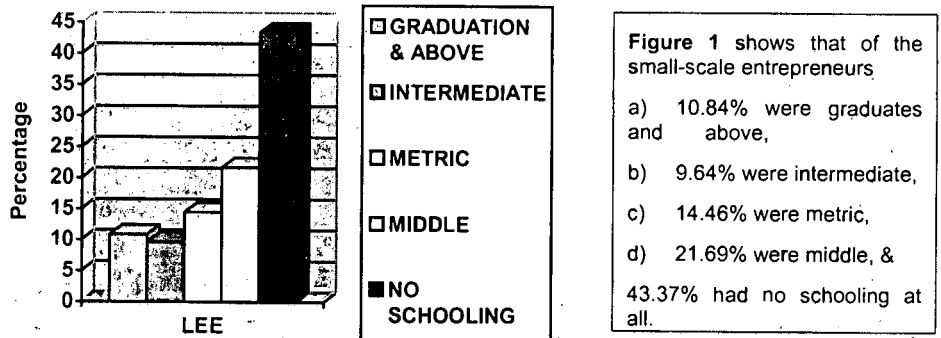 45
40
35
30
25
20
15
10
5
0
Percentage
LEE
GRADUATION
& ABOVE
INTERMEDIATE
METRIC
MIDDLE
NO
SCHOOLING
Figure 1 shows that of the
small-scale entrepreneurs
a) 10.84% were graduates
and above,
b) 9.64% were intermediate,
c) 14.46% were metric,
d) 21.69% were middle, &
43.37% had no schooling at
all.